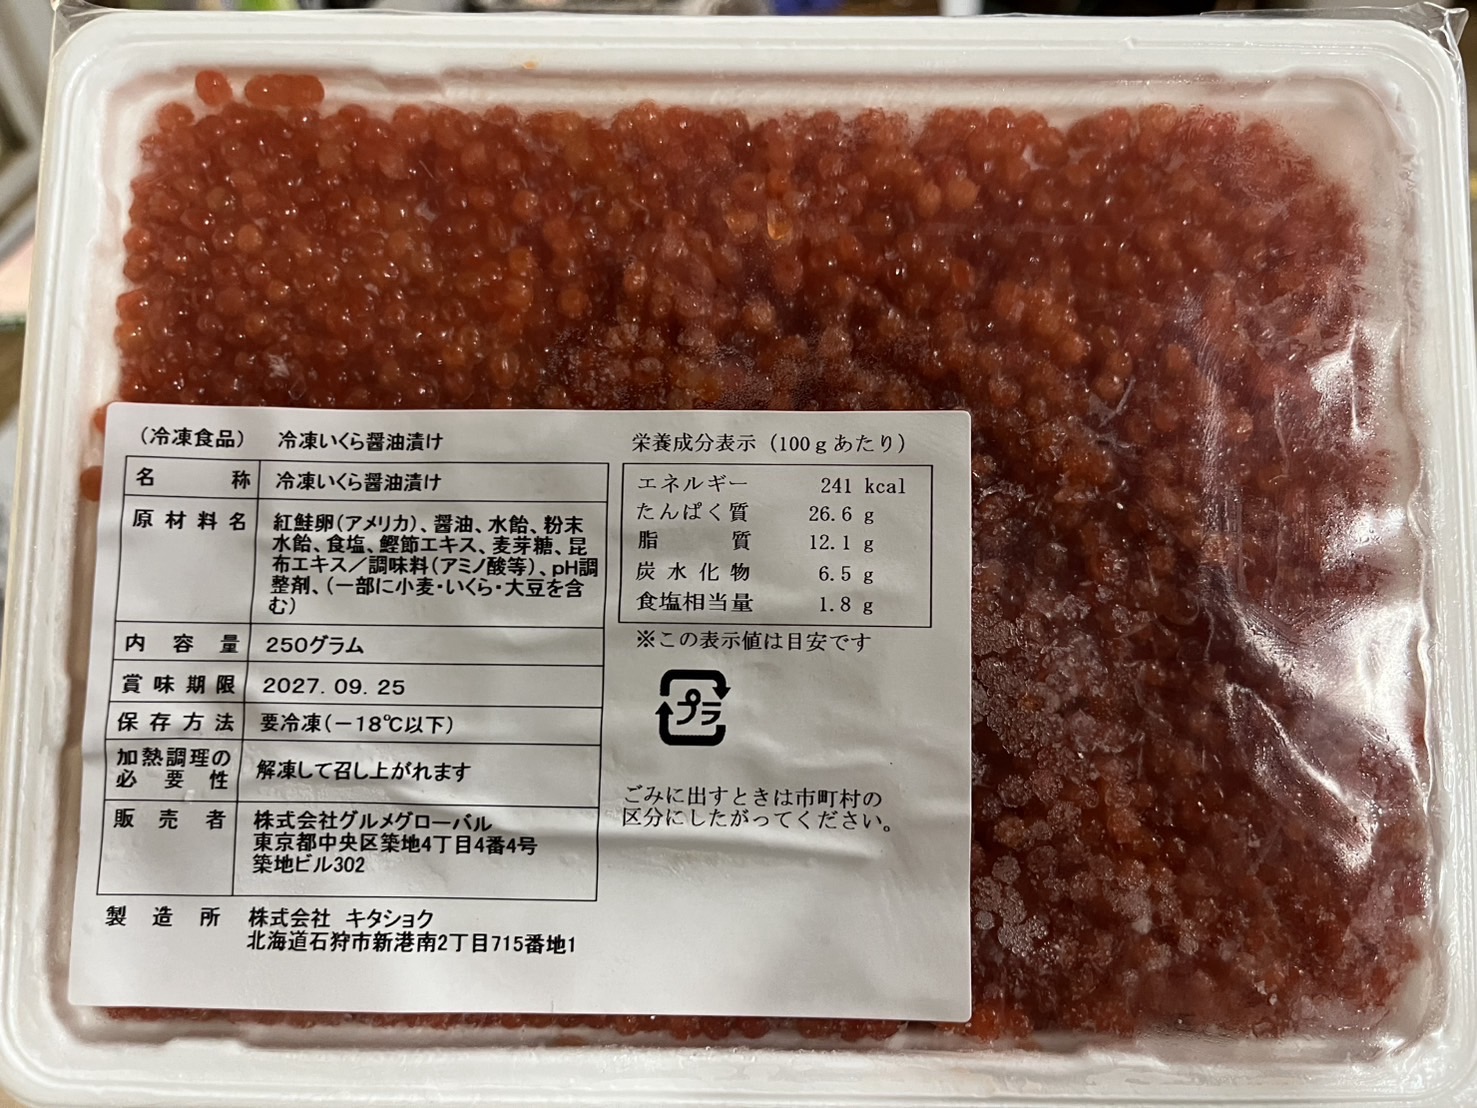 （冷凍食品） 冷凍いくら醤油漬け
名称 冷凍いくら醤油漬け
原材料名 紅鮭卵（アメリカ）、醤油、水飴、粉末
水飴、食塩、鰹節エキス、麦芽糖、昆
布エキス／調味料（アミノ酸等）、pH調
整剤、（一部に小麦・いくら・大豆を含
む）
内容量 250グラム
賞味期限 2027. 09. 25
保存方法 要冷凍（－18℃以下）
加熱調理の
必要性 解凍して召し上がれます
販売者 株式会社グルメグローバル
東京都中央区築地4丁目4番4号
築地ビル302
製造所 株式会社 キタショク
北海道石狩市新港南2丁目715番地1
栄養成分表示（100ｇあたり）
エネルギー 241 kcal
たんぱく質 26.6 g
脂質 12.1 g
炭水化物 6.5 g
食塩相当量 1.8 g
※この表示値は目安です
プラ
ごみに出すときは市町村の
区分にしたがってください。